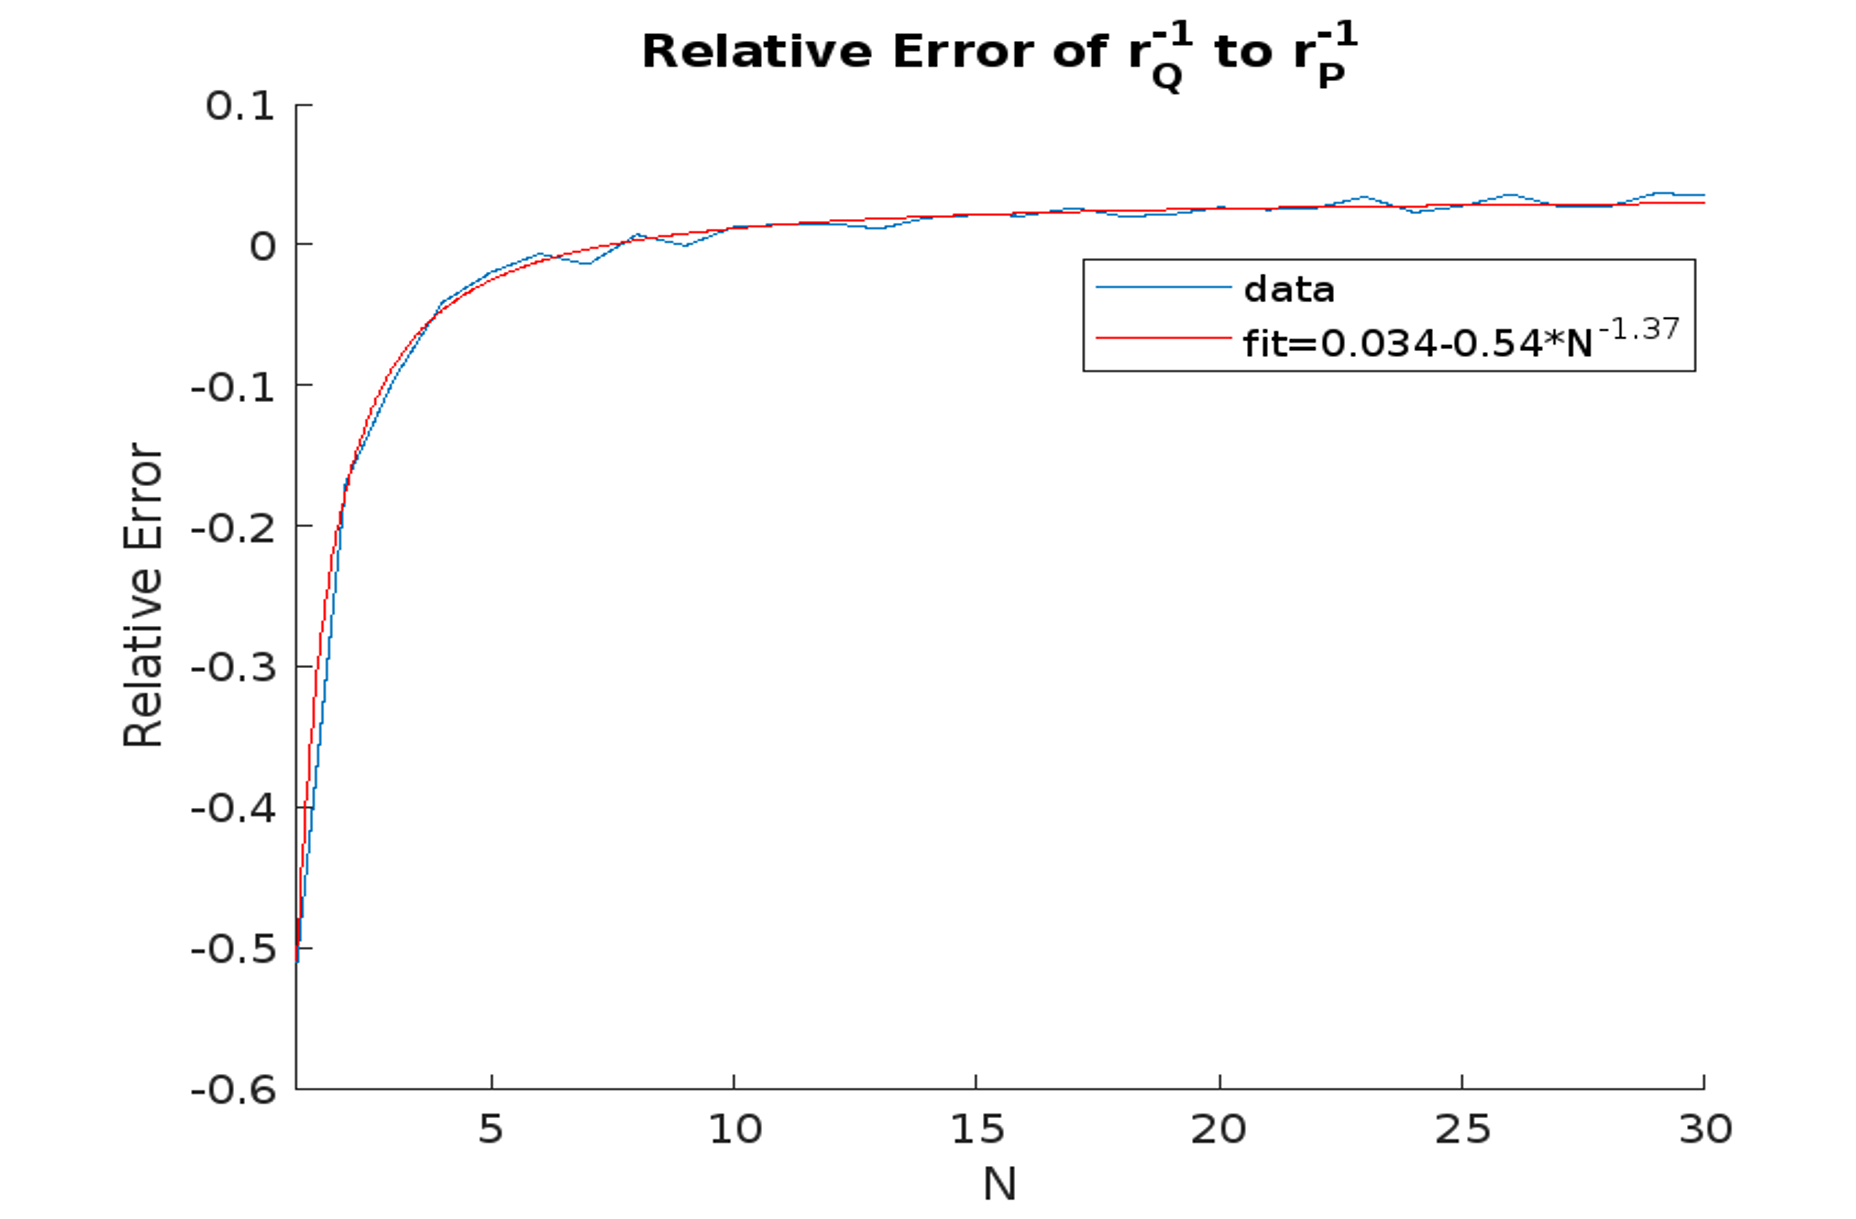 Relative Error of r_Q^-1 to r_P^-1
0.1
0
-0.1
-0.2
-0.3
-0.4
-0.5
-0.6
Relative Error
data
fit=0.034-0.54*N^-1.37
5 10 15 20 25 30
N